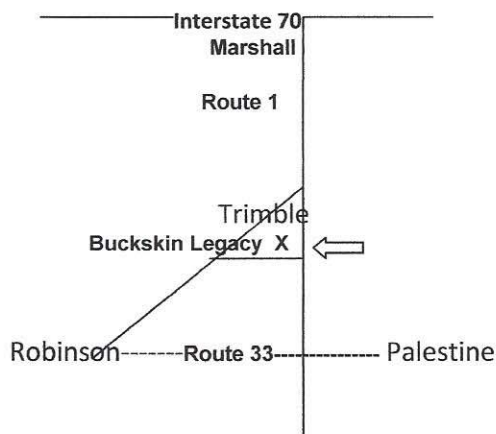 Interstate 70
Marshall
Route 1
Trimble
Buckskin Legacy X
Robinson Route 33 Palestine